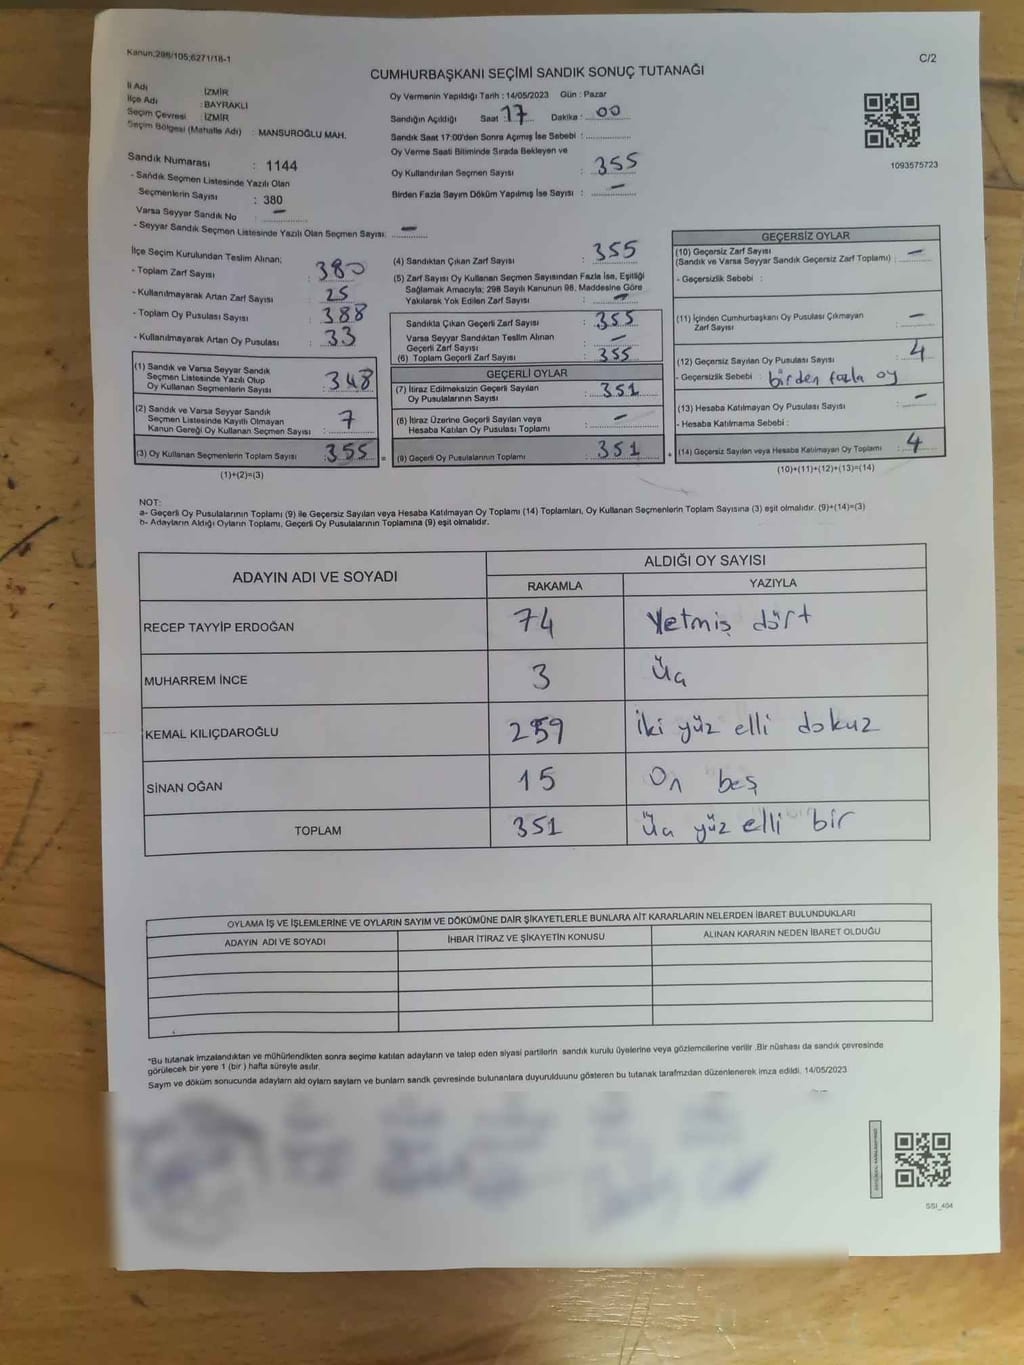 Kanun:298/105;6271/18-1
C/2
CUMHURBAŞKANI SEÇİMİ SANDIK SONUÇ TUTANAĞI
İl Adı : İZMİR
İlçe Adı : BAYRAKLI
Seçim Çevresi : İZMİR
Seçim Bölgesi (Mahalle Adı) : MANSUROĞLU MAH.
Oy Vermenin Yapıldığı Tarih : 14/05/2023 Gün : Pazar
Sandığın Açıldığı Saat : 17 Dakika : 00
Sandık Saat 17:00'den Sonra Açımış İse Sebebi :
Oy Verme Saati Bitiminde Sırada Bekleyen ve
Oy Kullandırılan Seçmen Sayısı : 355
Birden Fazla Sayım Döküm Yapılmış İse Sayısı : —
1093575723
Sandık Numarası : 1144
- Sandık Seçmen Listesinde Yazılı Olan
Seçmenlerin Sayısı : 380
Varsa Seyyar Sandık No : —
- Seyyar Sandık Seçmen Listesinde Yazılı Olan Seçmen Sayısı: —
İlçe Seçim Kurulundan Teslim Alınan;
- Toplam Zarf Sayısı : 380
- Kullanılmayarak Artan Zarf Sayısı : 25
- Toplam Oy Pusulası Sayısı : 388
- Kullanılmayarak Artan Oy Pusulası : 33
(1) Sandık ve Varsa Seyyar Sandık
Seçmen Listesinde Yazılı Olup
Oy Kullanan Seçmenlerin Sayısı : 348
(2) Sandık ve Varsa Seyyar Sandık
Seçmen Listesinde Kayıtlı Olmayan
Kanun Gereği Oy Kullanan Seçmen Sayısı : 7
(3) Oy Kullanan Seçmenlerin Toplam Sayısı : 355
(1)+(2)=(3)
(4) Sandıktan Çıkan Zarf Sayısı : 355
(5) Zarf Sayısı Oy Kullanan Seçmen Sayısından Fazla İse, Eşitliği
Sağlamak Amacıyla; 298 Sayılı Kanunun 98. Maddesine Göre
Yakılarak Yok Edilen Zarf Sayısı : —
Sandıkta Çıkan Geçerli Zarf Sayısı : 355
Varsa Seyyar Sandıktan Teslim Alınan
Geçerli Zarf Sayısı : —
(6) Toplam Geçerli Zarf Sayısı : 355
GEÇERLİ OYLAR
(7) İtiraz Edilmeksizin Geçerli Sayılan
Oy Pusulalarının Sayısı : 351
(8) İtiraz Üzerine Geçerli Sayılan veya
Hesaba Katılan Oy Pusulası Toplamı : —
(9) Geçerli Oy Pusulalarının Toplamı : 351
GEÇERSİZ OYLAR
(10) Geçersiz Zarf Sayısı
(Sandık ve Varsa Seyyar Sandık Geçersiz Zarf Toplamı) : —
- Geçersizlik Sebebi :
(11) İçinden Cumhurbaşkanı Oy Pusulası Çıkmayan
Zarf Sayısı : —
(12) Geçersiz Sayılan Oy Pusulası Sayısı : 4
- Geçersizlik Sebebi : birden fazla oy
(13) Hesaba Katılmayan Oy Pusulası Sayısı : —
- Hesaba Katılmama Sebebi :
(14) Geçersiz Sayılan veya Hesaba Katılmayan Oy Toplamı : 4
(10)+(11)+(12)+(13)=(14)
NOT:
a- Geçerli Oy Pusulalarının Toplamı (9) ile Geçersiz Sayılan veya Hesaba Katılmayan Oy Toplamı (14) Toplamları, Oy Kullanan Seçmenlerin Toplam Sayısına (3) eşit olmalıdır. (9)+(14)=(3)
b- Adayların Aldığı Oyların Toplamı, Geçerli Oy Pusulalarının Toplamına (9) eşit olmalıdır.
ADAYIN ADI VE SOYADI ALDIĞI OY SAYISI
RAKAMLA YAZIYLA
RECEP TAYYİP ERDOĞAN 74 Yetmiş dört
MUHARREM İNCE 3 Üç
KEMAL KILIÇDAROĞLU 259 İki yüz elli dokuz
SİNAN OĞAN 15 On beş
TOPLAM 351 Üç yüz elli bir
OYLAMA İŞ VE İŞLEMLERİNE VE OYLARIN SAYIM VE DÖKÜMÜNE DAİR ŞİKAYETLERLE BUNLARA AİT KARARLARIN NELERDEN İBARET BULUNDUKLARI
ADAYIN ADI VE SOYADI İHBAR İTİRAZ VE ŞİKAYETİN KONUSU ALINAN KARARIN NEDEN İBARET OLDUĞU
*Bu tutanak imzalandıktan ve mühürlendikten sonra seçime katılan adayların ve talep eden siyasi partilerin sandık kurulu üyelerine veya gözlemcilerine verilir .Bir nüshası da sandık çevresinde
görülecek bir yere 1 (bir ) hafta süreyle asılır.
Sayım ve döküm sonucunda adayların ald oyların sayların ve bunların sandk çevresinde bulunanlara duyurulduunu gösteren bu tutanak tarafmzdan düzenlenerek imza edildi. 14/05/2023
SSI_404